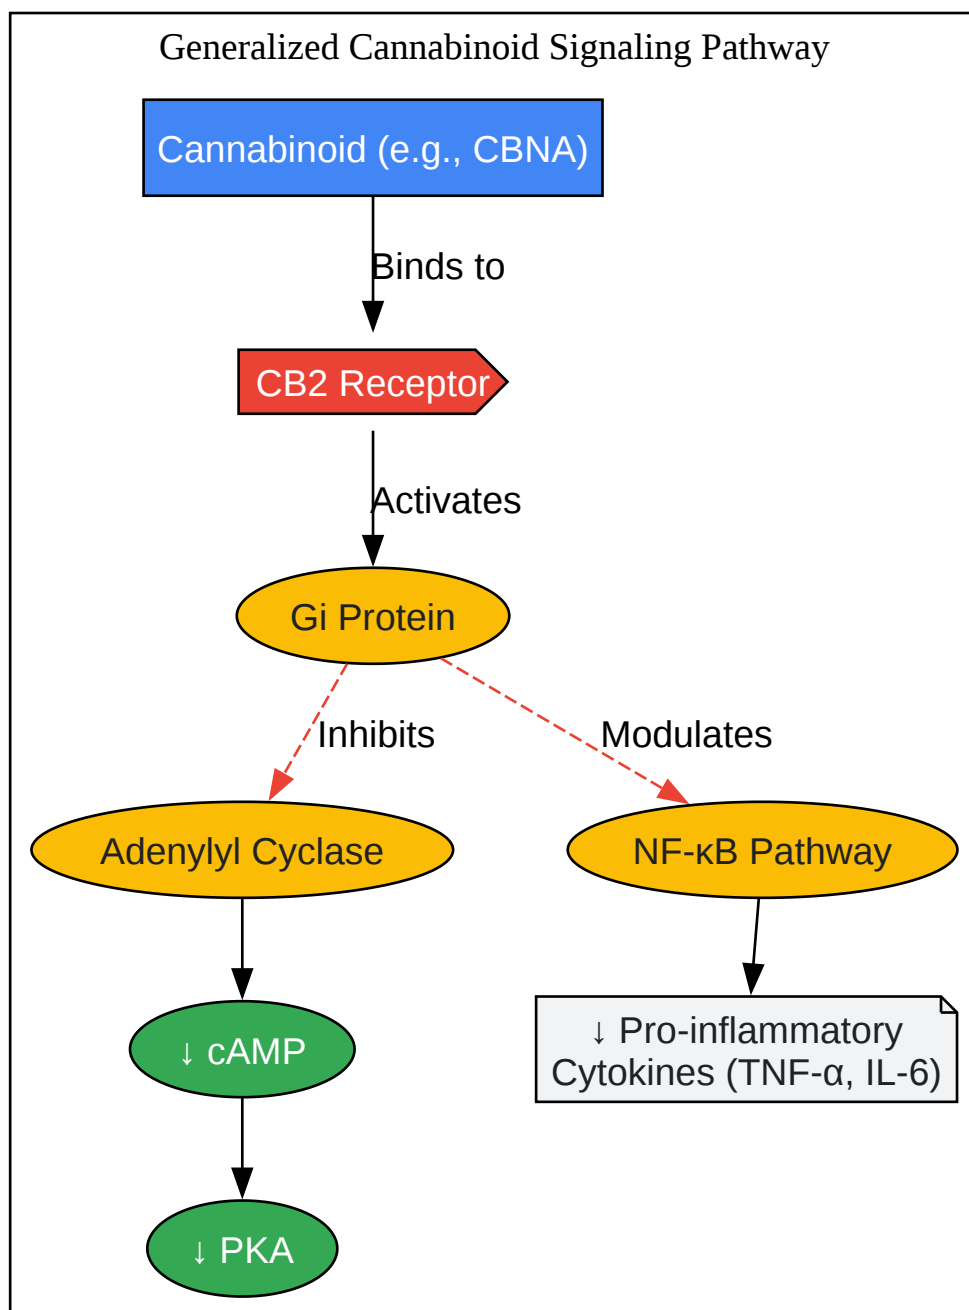 Generalized Cannabinoid Signaling Pathway
Cannabinoid (e.g., CBNA)
Binds to
CB2 Receptor
Activates
Gi Protein
Inhibits
Modulates
Adenylyl Cyclase
NF-κB Pathway
↓ cAMP
↓ Pro-inflammatory
Cytokines (TNF-α, IL-6)
↓ PKA